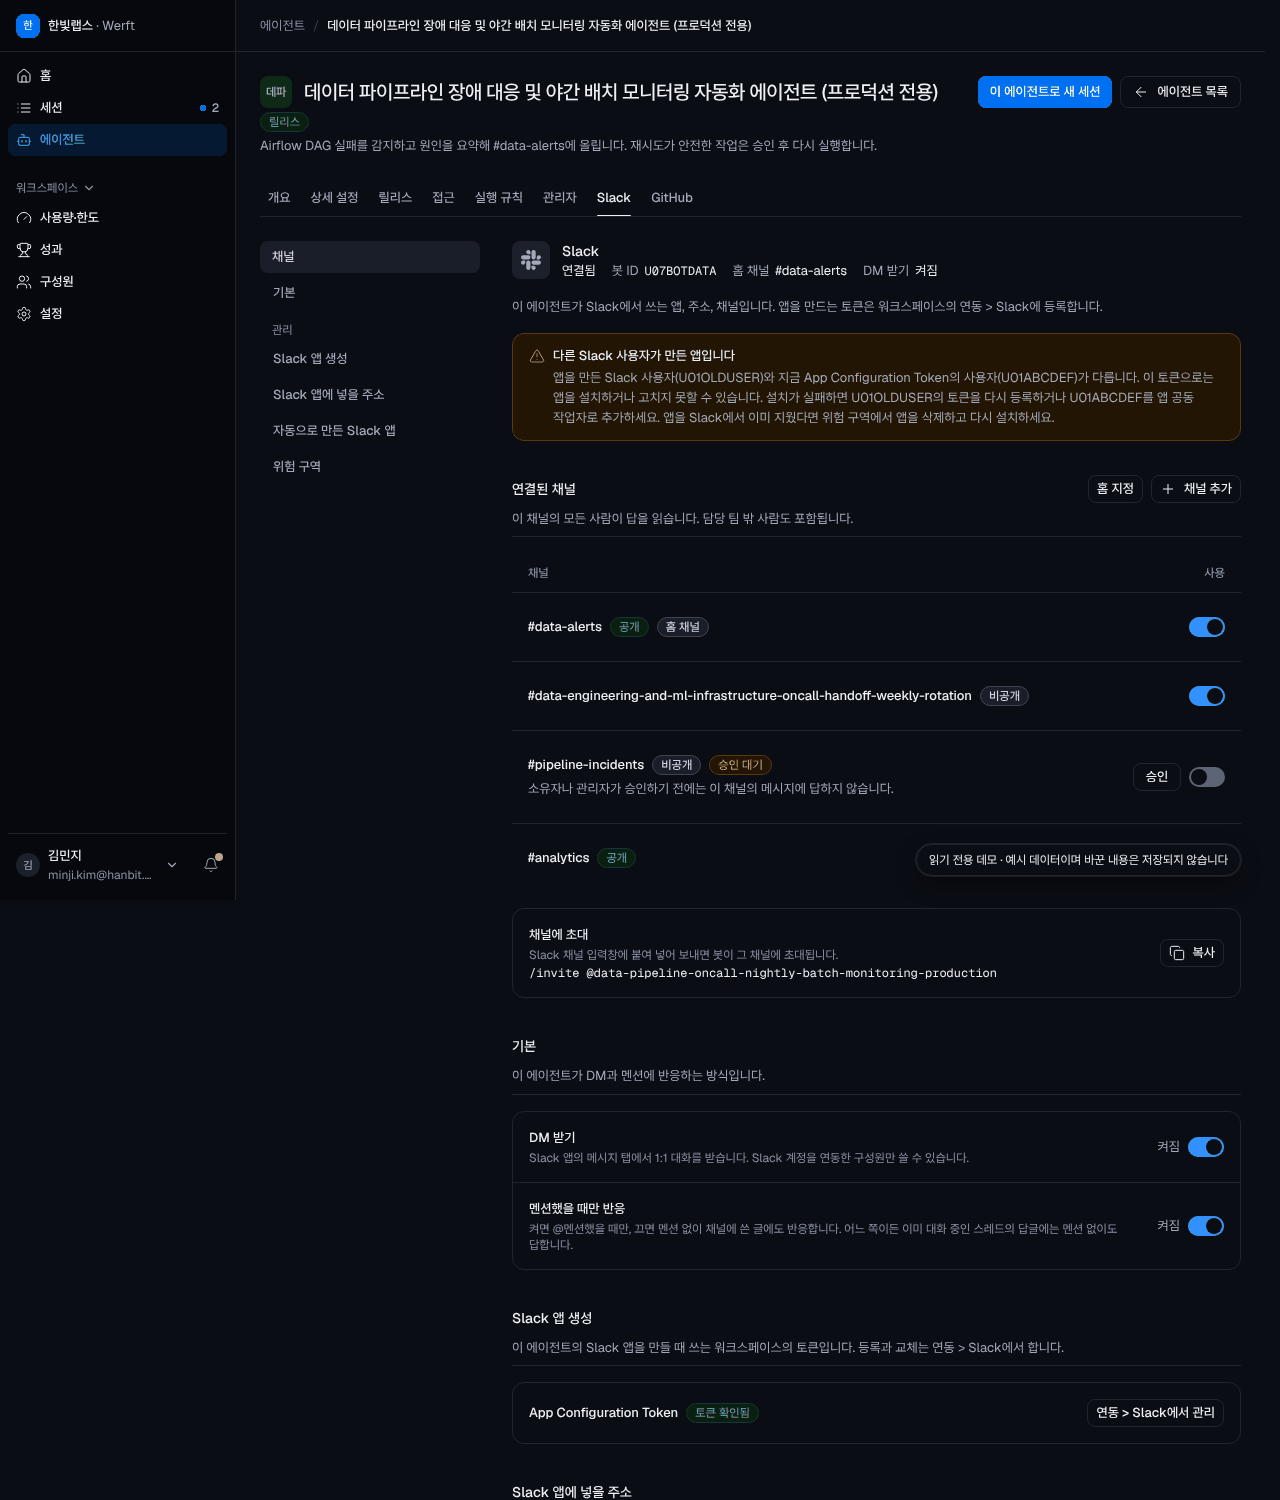 한 한빛랩스 · Werft
에이전트 / 데이터 파이프라인 장애 대응 및 야간 배치 모니터링 자동화 에이전트 (프로덕션 전용)
홈
세션 2
에이전트
워크스페이스
사용량·한도
성과
구성원
설정
김 김민지
minji.kim@hanbit....
데파 데이터 파이프라인 장애 대응 및 야간 배치 모니터링 자동화 에이전트 (프로덕션 전용)
릴리스
이 에이전트로 새 세션
에이전트 목록
Airflow DAG 실패를 감지하고 원인을 요약해 #data-alerts에 올립니다. 재시도가 안전한 작업은 승인 후 다시 실행합니다.
개요 상세 설정 릴리스 접근 실행 규칙 관리자 Slack GitHub
채널
기본
관리
Slack 앱 생성
Slack 앱에 넣을 주소
자동으로 만든 Slack 앱
위험 구역
Slack
연결됨 봇 ID U07BOTDATA 홈 채널 #data-alerts DM 받기 켜짐
이 에이전트가 Slack에서 쓰는 앱, 주소, 채널입니다. 앱을 만드는 토큰은 워크스페이스의 연동 > Slack에 등록합니다.
다른 Slack 사용자가 만든 앱입니다
앱을 만든 Slack 사용자(U01OLDUSER)와 지금 App Configuration Token의 사용자(U01ABCDEF)가 다릅니다. 이 토큰으로는
앱을 설치하거나 고치지 못할 수 있습니다. 설치가 실패하면 U01OLDUSER의 토큰을 다시 등록하거나 U01ABCDEF를 앱 공동
작업자로 추가하세요. 앱을 Slack에서 이미 지웠다면 위험 구역에서 앱을 삭제하고 다시 설치하세요.
연결된 채널
홈 지정
채널 추가
이 채널의 모든 사람이 답을 읽습니다. 담당 팀 밖 사람도 포함됩니다.
채널 사용
#data-alerts 공개 홈 채널
#data-engineering-and-ml-infrastructure-oncall-handoff-weekly-rotation 비공개
#pipeline-incidents 비공개 승인 대기
소유자나 관리자가 승인하기 전에는 이 채널의 메시지에 답하지 않습니다.
승인
#analytics 공개
읽기 전용 데모 · 예시 데이터이며 바꾼 내용은 저장되지 않습니다
채널에 초대
Slack 채널 입력창에 붙여 넣어 보내면 봇이 그 채널에 초대됩니다.
/invite @data-pipeline-oncall-nightly-batch-monitoring-production
복사
기본
이 에이전트가 DM과 멘션에 반응하는 방식입니다.
DM 받기
Slack 앱의 메시지 탭에서 1:1 대화를 받습니다. Slack 계정을 연동한 구성원만 쓸 수 있습니다.
켜짐
멘션했을 때만 반응
켜면 @멘션했을 때만, 끄면 멘션 없이 채널에 쓴 글에도 반응합니다. 어느 쪽이든 이미 대화 중인 스레드의 답글에는 멘션 없이도
답합니다.
켜짐
Slack 앱 생성
이 에이전트의 Slack 앱을 만들 때 쓰는 워크스페이스의 토큰입니다. 등록과 교체는 연동 > Slack에서 합니다.
App Configuration Token 토큰 확인됨
연동 > Slack에서 관리
Slack 앱에 넣을 주소